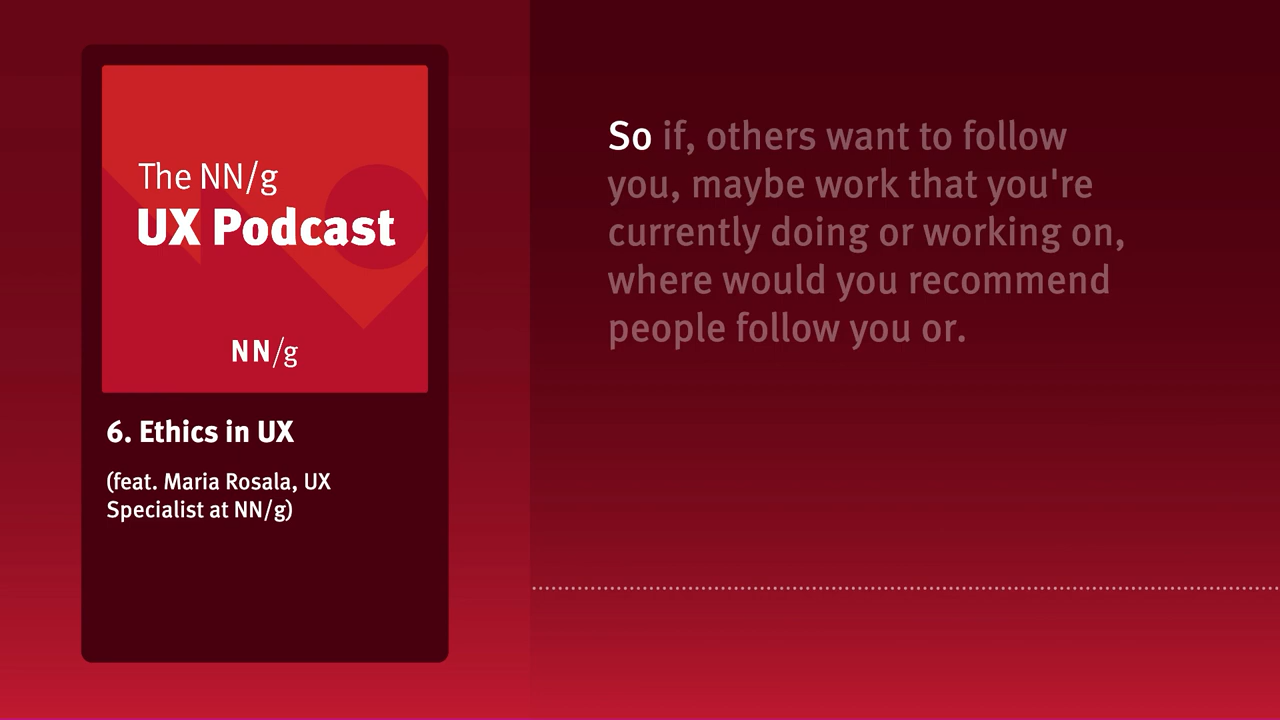 The NN/g
UX Podcast
NN/g
6. Ethics in UX
(feat. Maria Rosala, UX
Specialist at NN/g)
So if, others want to follow
you, maybe work that you're
currently doing or working on,
where would you recommend
people follow you or.